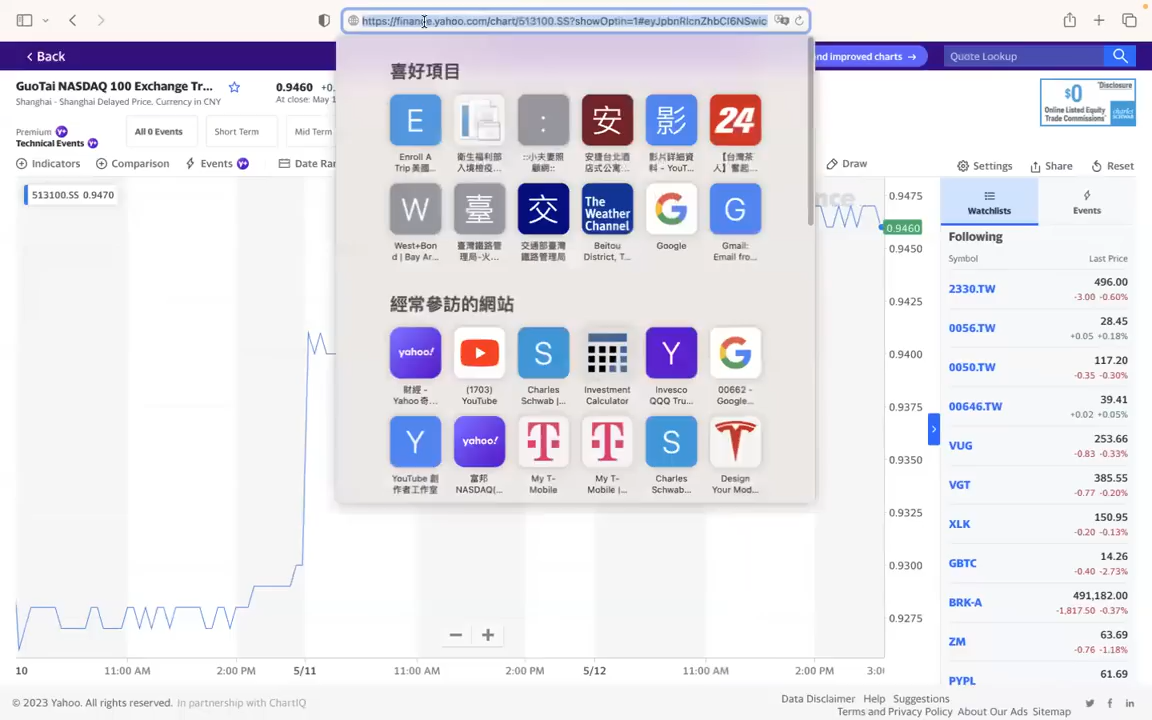 https://finance.yahoo.com/chart/513100.SS?showOptin=1#eyJpbnRlcnZhbCI6NSwic
Back
nd improved charts →
Quote Lookup
GuoTai NASDAQ 100 Exchange Tr...
0.9460 +0.
Shanghai - Shanghai Delayed Price. Currency in CNY
At close: May 1
Disclosure
$0
Online Listed Equity
Trade Commissions
charles
SCHWAB
Premium Y+
Technical Events Y+
All 0 Events
Short Term
Mid Term
Indicators
Comparison
Events Y+
Date Ran
Draw
Settings
Share
Reset
513100.SS 0.9470
喜好項目
E
:
安
影
24
Enroll A
Trip 美國...
衛生福利部
入境檢疫...
::小夫妻照
顧網::
安捷台北酒
店式公寓...
影片詳細資
料 - YouT...
【台灣茶
人】奮起...
W
臺
交
The
Weather
Channel
G
G
West+Bon
d | Bay Ar...
臺灣鐵路管
理局-火...
交通部臺灣
鐵路管理局
Beitou
District, T...
Google
Gmail:
Email fro...
經常參訪的網站
yahoo!
S
Y
G
財經 -
Yahoo奇...
(1703)
YouTube
Charles
Schwab |...
Investment
Calculator
Invesco
QQQ Tru...
00662 -
Google...
Y
yahoo!
T
T
S
YouTube 創
作者工作室
富邦
NASDAQ(...
My T-
Mobile
My T-
Mobile |...
Charles
Schwab...
Design
Your Mod...
nce
0.9475
0.9460
0.9450
0.9425
0.9400
0.9375
0.9350
0.9325
0.9300
0.9275
10
11:00 AM
2:00 PM
5/11
11:00 AM
2:00 PM
5/12
11:00 AM
2:00 PM
3:0
Watchlists
Events
Following
Symbol
Last Price
2330.TW
496.00
-3.00 -0.60%
0056.TW
28.45
+0.05 +0.18%
0050.TW
117.20
-0.35 -0.30%
00646.TW
39.41
+0.02 +0.05%
VUG
253.66
-0.83 -0.33%
VGT
385.55
-0.77 -0.20%
XLK
150.95
-0.20 -0.13%
GBTC
14.26
-0.40 -2.73%
BRK-A
491,182.00
-1,817.50 -0.37%
ZM
63.69
-0.76 -1.18%
PYPL
61.69
© 2023 Yahoo. All rights reserved. In partnership with ChartIQ
Data Disclaimer Help Suggestions
Terms and Privacy Policy About Our Ads Sitemap